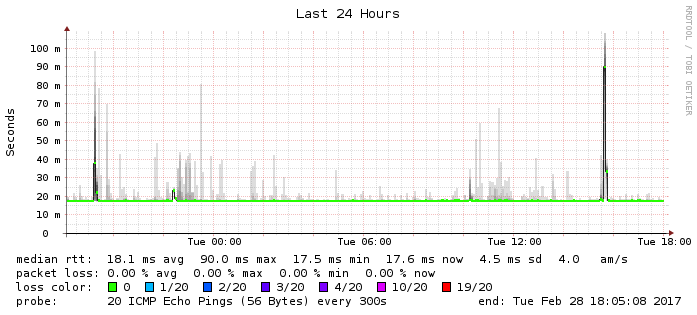 Last 24 Hours
RRDTOOL / TOBI OETIKER
Seconds
100 m
90 m
80 m
70 m
60 m
50 m
40 m
30 m
20 m
10 m
0
Tue 00:00 Tue 06:00 Tue 12:00 Tue 18:00
median rtt: 18.1 ms avg 90.0 ms max 17.5 ms min 17.6 ms now 4.5 ms sd 4.0 am/s
packet loss: 0.00 % avg 0.00 % max 0.00 % min 0.00 % now
loss color: 0 1/20 2/20 3/20 4/20 10/20 19/20
probe: 20 ICMP Echo Pings (56 Bytes) every 300s end: Tue Feb 28 18:05:08 2017